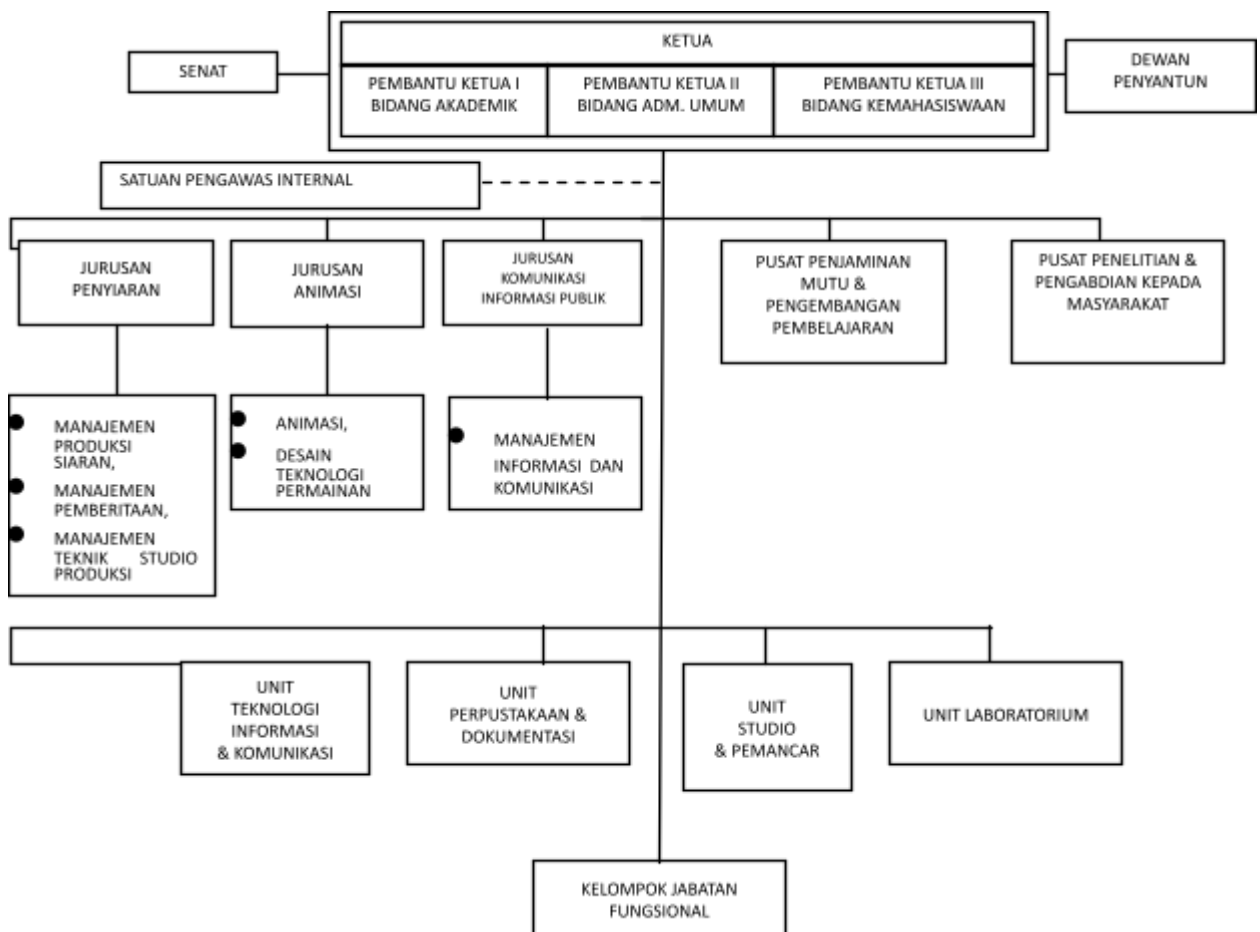 KETUA
SENAT
DEWAN
PENYANTUN
PEMBANTU KETUA I
BIDANG AKADEMIK
PEMBANTU KETUA II
BIDANG ADM. UMUM
PEMBANTU KETUA III
BIDANG KEMAHASISWAAN
SATUAN PENGAWAS INTERNAL
JURUSAN
PENYIARAN
JURUSAN
ANIMASI
JURUSAN
KOMUNIKASI
INFORMASI PUBLIK
PUSAT PENJAMINAN
MUTU &
PENGEMBANGAN
PEMBELAJARAN
PUSAT PENELITIAN &
PENGABDIAN KEPADA
MASYARAKAT
● MANAJEMEN
PRODUKSI
SIARAN,
● MANAJEMEN
PEMBERITAAN,
● MANAJEMEN
TEKNIK STUDIO
PRODUKSI
● ANIMASI,
● DESAIN
TEKNOLOGI
PERMAINAN
● MANAJEMEN
INFORMASI DAN
KOMUNIKASI
UNIT
TEKNOLOGI
INFORMASI
& KOMUNIKASI
UNIT
PERPUSTAKAAN &
DOKUMENTASI
UNIT
STUDIO
& PEMANCAR
UNIT LABORATORIUM
KELOMPOK JABATAN
FUNGSIONAL